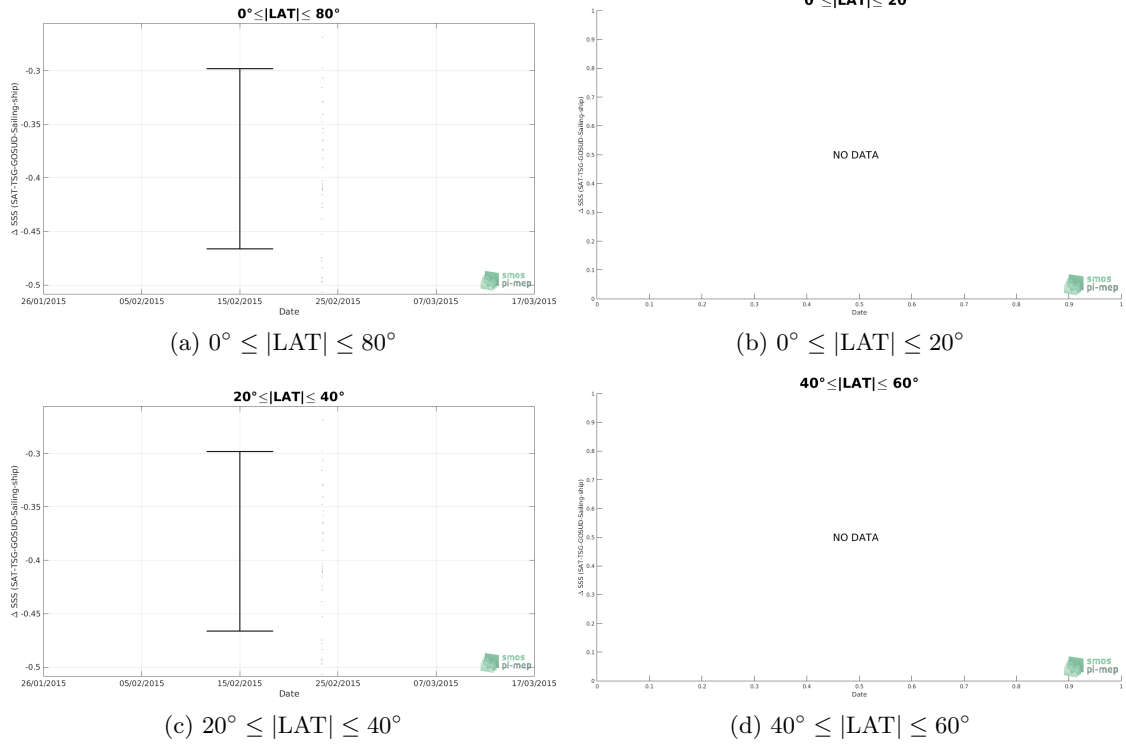 0°≤|LAT|≤ 80°
Δ SSS (SAT-TSG-GOSUD-Sailing-ship)
-0.3
-0.35
-0.4
-0.45
-0.5
26/01/2015 05/02/2015 15/02/2015 25/02/2015 07/03/2015 17/03/2015
Date
smos
pi-mep
(a) 0° ≤ |LAT| ≤ 80°
0°≤|LAT|≤ 20°
Δ SSS (SAT-TSG-GOSUD-Sailing-ship)
1
0.9
0.8
0.7
0.6
0.5
0.4
0.3
0.2
0.1
0
NO DATA
0 0.1 0.2 0.3 0.4 0.5 0.6 0.7 0.8 0.9 1
Date
smos
pi-mep
(b) 0° ≤ |LAT| ≤ 20°
20°≤|LAT|≤ 40°
Δ SSS (SAT-TSG-GOSUD-Sailing-ship)
-0.3
-0.35
-0.4
-0.45
-0.5
26/01/2015 05/02/2015 15/02/2015 25/02/2015 07/03/2015 17/03/2015
Date
smos
pi-mep
(c) 20° ≤ |LAT| ≤ 40°
40°≤|LAT|≤ 60°
Δ SSS (SAT-TSG-GOSUD-Sailing-ship)
1
0.9
0.8
0.7
0.6
0.5
0.4
0.3
0.2
0.1
0
NO DATA
0 0.1 0.2 0.3 0.4 0.5 0.6 0.7 0.8 0.9 1
Date
smos
pi-mep
(d) 40° ≤ |LAT| ≤ 60°